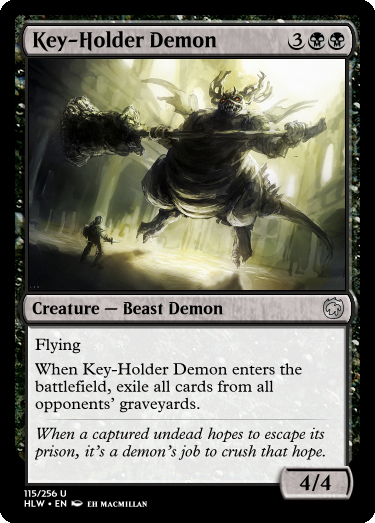 Key-Holder Demon 3
Creature — Beast Demon
Flying
When Key-Holder Demon enters the
battlefield, exile all cards from all
opponents' graveyards.
When a captured undead hopes to escape its
prison, it's a demon's job to crush that hope.
4/4
115/256 U
HLW • EN EH MACMILLAN